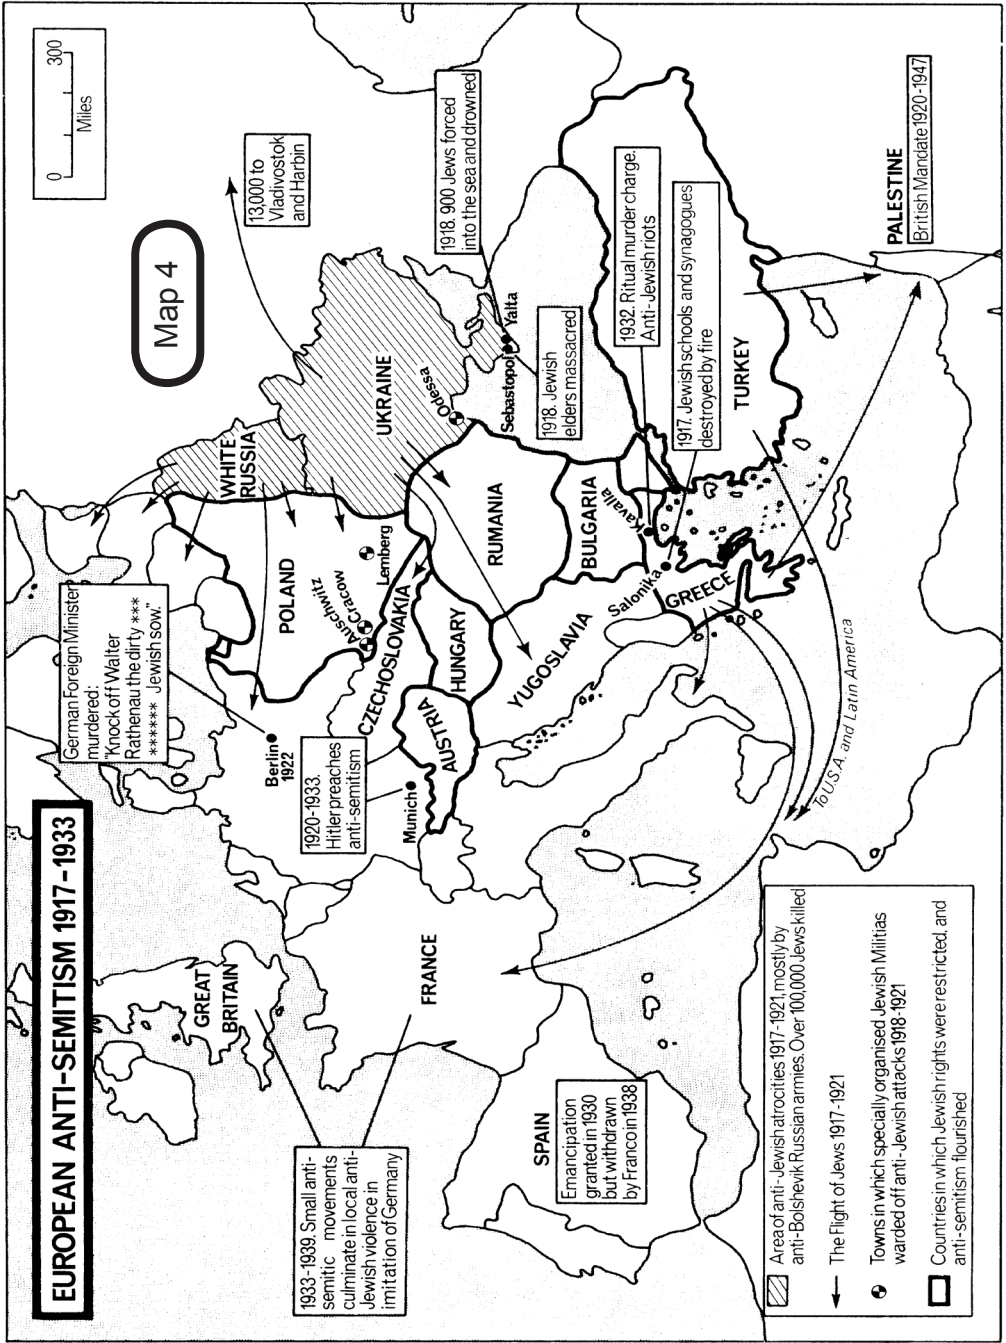 EUROPEAN ANTI-SEMITISM 1917-1933
Map 4
0 300
Miles
German Foreign Minister
murdered:
"Knock off Walter
Rathenau the dirty ***
****** Jewish sow."
13,000 to
Vladivostok
and Harbin
1918. 900 Jews forced
into the sea and drowned
1918. Jewish
elders massacred
1932. Ritual murder charge.
Anti-Jewish riots
1917. Jewish schools and synagogues
destroyed by fire
PALESTINE
British Mandate 1920-1947
1920-1933.
Hitler preaches
anti-semitism
1933-1939. Small anti-
semitic movements
culminate in local anti-
Jewish violence in
imitation of Germany
SPAIN
Emancipation
granted in 1930
but withdrawn
by Franco in 1938
GREAT
BRITAIN
FRANCE
Berlin
1922
Munich
POLAND
Auschwitz
Cracow
Lemberg
WHITE
RUSSIA
UKRAINE
Odessa
Sebastopol
Yalta
CZECHOSLOVAKIA
AUSTRIA
HUNGARY
RUMANIA
YUGOSLAVIA
BULGARIA
Kavalla
Salonika
GREECE
TURKEY
To U.S.A. and Latin America
Area of anti-Jewish atrocities 1917-1921, mostly by
anti-Bolshevik Russian armies. Over 100,000 Jews killed
The Flight of Jews 1917-1921
Towns in which specially organised Jewish Militias
warded off anti-Jewish attacks 1918-1921
Countries in which Jewish rights were restricted, and
anti-semitism flourished